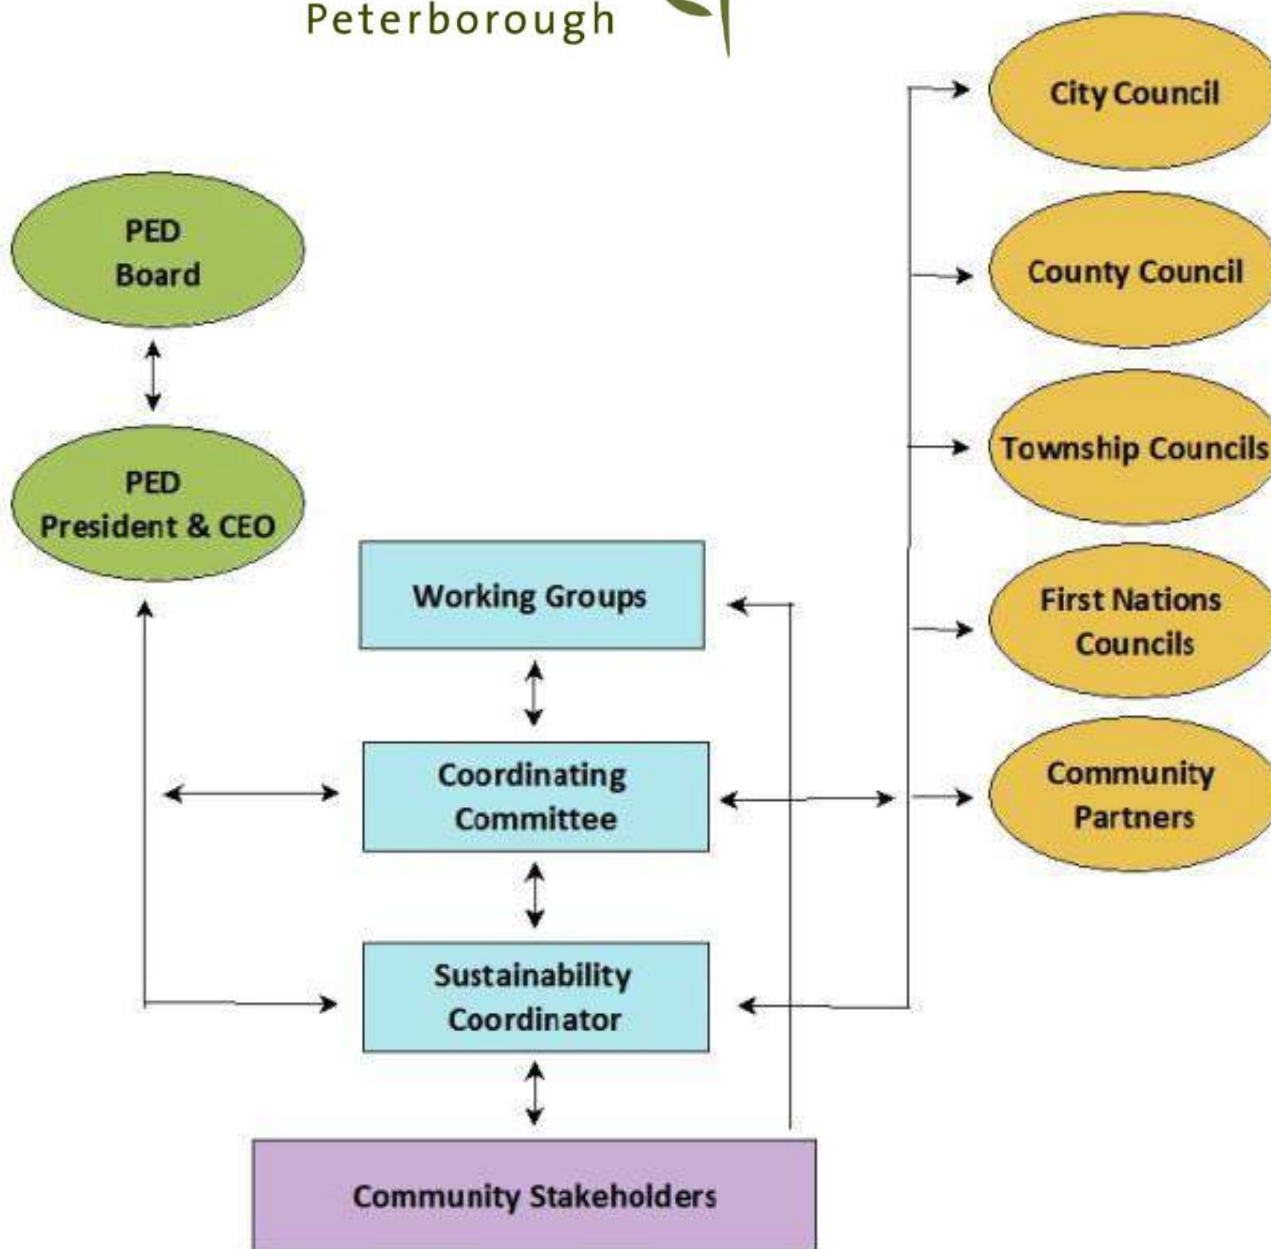 Peterborough
City Council
PED
Board
County Council
Township Councils
PED
President & CEO
Working Groups
First Nations
Councils
Coordinating
Committee
Community
Partners
Sustainability
Coordinator
Community Stakeholders